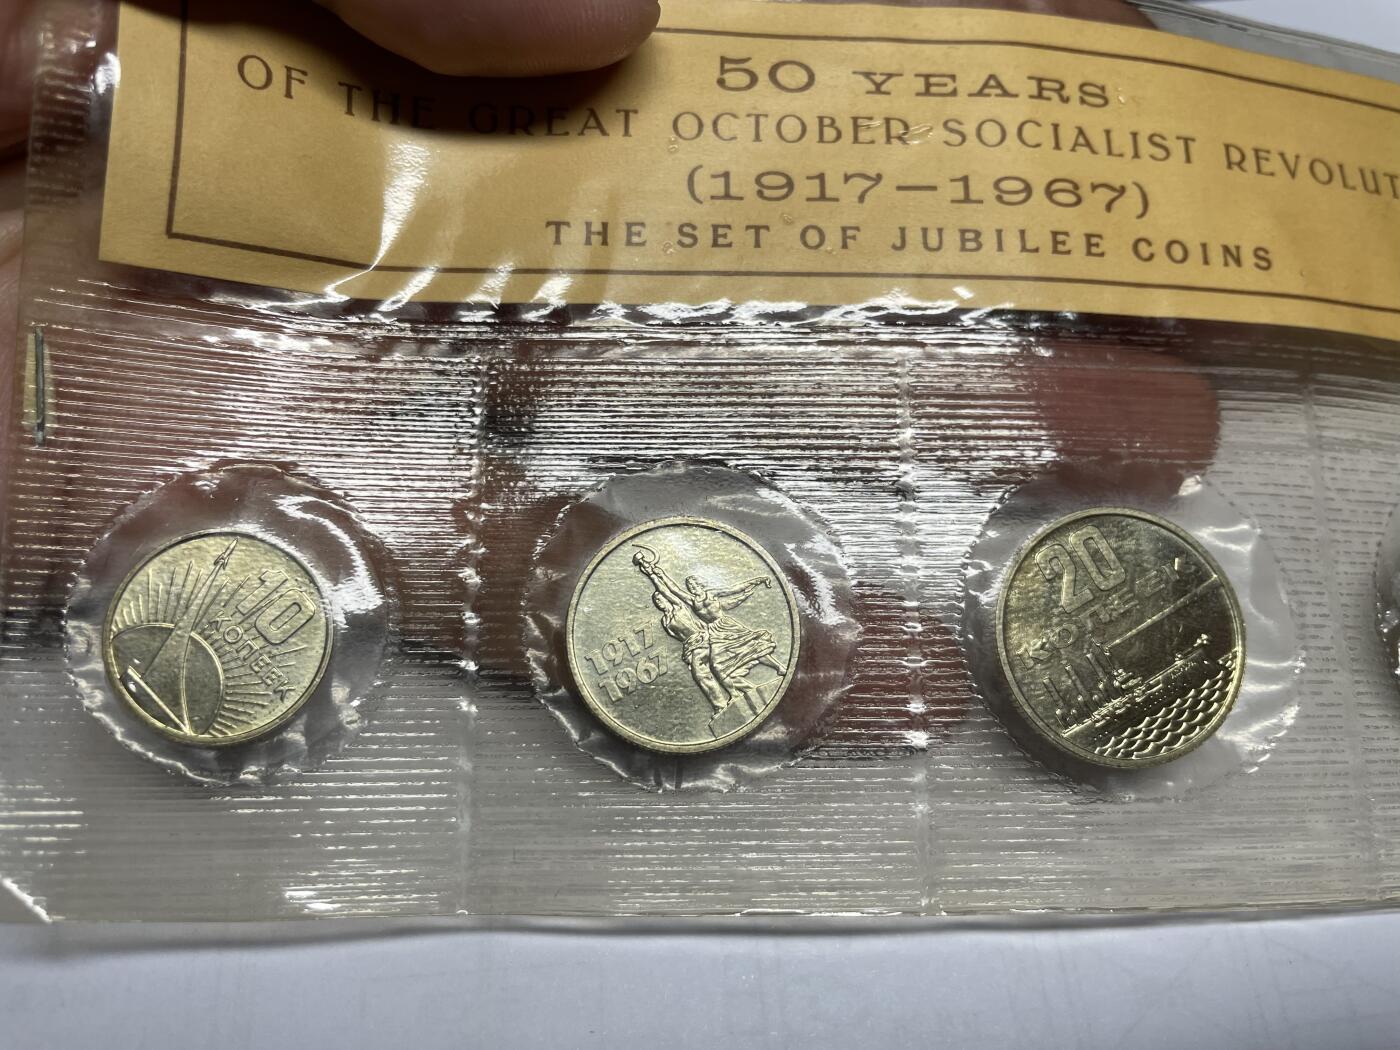 50 YEARS
OF THE GREAT OCTOBER SOCIALIST REVOLUT
(1917–1967)
THE SET OF JUBILEE COINS
10
КОПЕЕК
1917
1967
20
КОПЕЕК